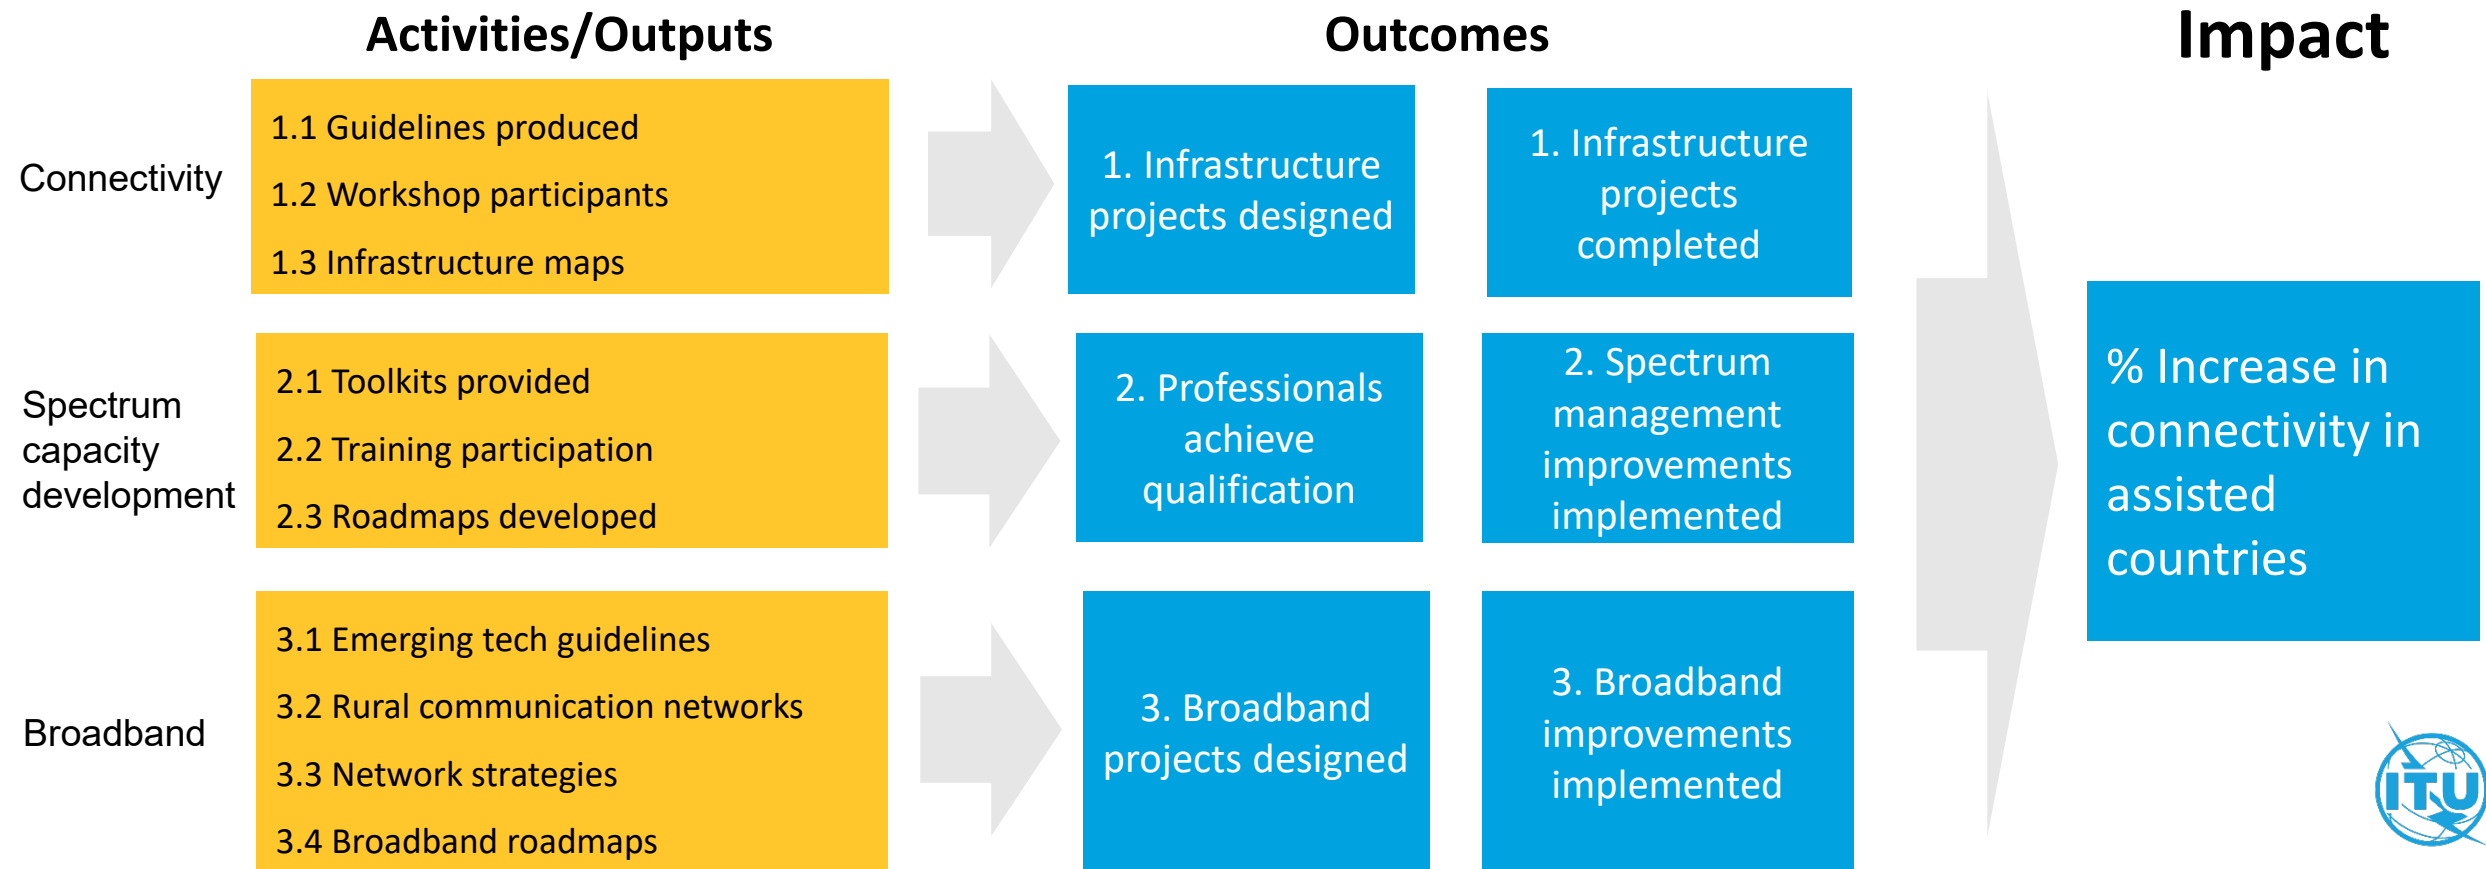 Activities/Outputs
Outcomes
Impact
Connectivity
1.1 Guidelines produced
1.2 Workshop participants
1.3 Infrastructure maps
1. Infrastructure
projects designed
1. Infrastructure
projects
completed
Spectrum
capacity
development
2.1 Toolkits provided
2.2 Training participation
2.3 Roadmaps developed
2. Professionals
achieve
qualification
2. Spectrum
management
improvements
implemented
Broadband
3.1 Emerging tech guidelines
3.2 Rural communication networks
3.3 Network strategies
3.4 Broadband roadmaps
3. Broadband
projects designed
3. Broadband
improvements
implemented
% Increase in
connectivity in
assisted
countries
ITU